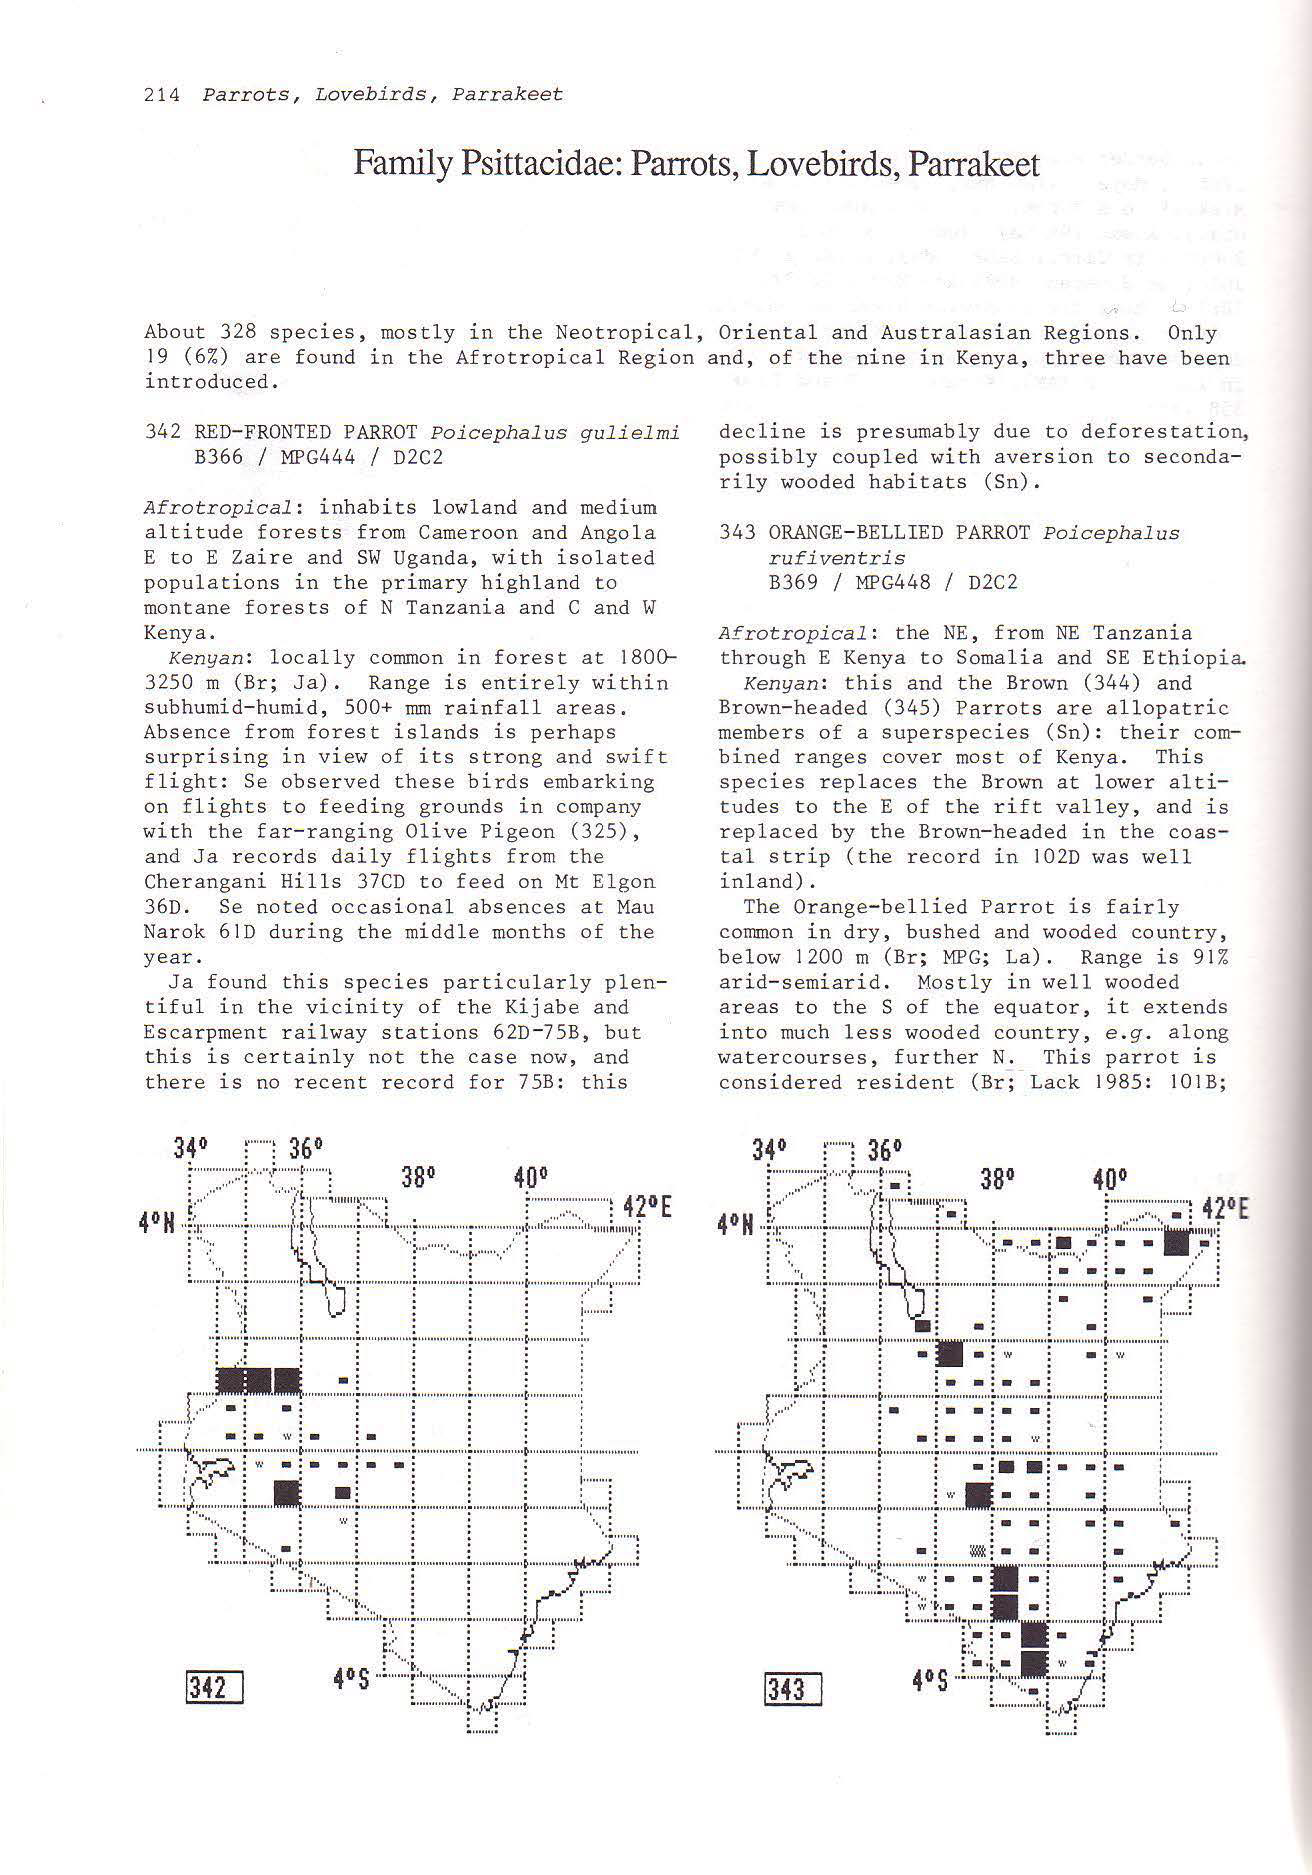 214 Parrots, Lovebirds, Parrakeet
Family Psittacidae: Parrots, Lovebirds, Parrakeet
About 328 species, mostly in the Neotropical, Oriental and Australasian Regions. Only
19 (6%) are found in the Afrotropical Region and, of the nine in Kenya, three have been
introduced.
342 RED-FRONTED PARROT Poicephalus gulielmi
B366 / MPG444 / D2C2
Afrotropical: inhabits lowland and medium
altitude forests from Cameroon and Angola
E to E Zaire and SW Uganda, with isolated
populations in the primary highland to
montane forests of N Tanzania and C and W
Kenya.
Kenyan: locally common in forest at 1800-
3250 m (Br; Ja). Range is entirely within
subhumid-humid, 500+ mm rainfall areas.
Absence from forest islands is perhaps
surprising in view of its strong and swift
flight: Se observed these birds embarking
on flights to feeding grounds in company
with the far-ranging Olive Pigeon (325),
and Ja records daily flights from the
Cherangani Hills 37CD to feed on Mt Elgon
36D. Se noted occasional absences at Mau
Narok 61D during the middle months of the
year.
Ja found this species particularly plen-
tiful in the vicinity of the Kijabe and
Escarpment railway stations 62D-75B, but
this is certainly not the case now, and
there is no recent record for 75B: this
decline is presumably due to deforestation,
possibly coupled with aversion to seconda-
rily wooded habitats (Sn).
343 ORANGE-BELLIED PARROT Poicephalus
rufiventris
B369 / MPG448 / D2C2
Afrotropical: the NE, from NE Tanzania
through E Kenya to Somalia and SE Ethiopia.
Kenyan: this and the Brown (344) and
Brown-headed (345) Parrots are allopatric
members of a superspecies (Sn): their com-
bined ranges cover most of Kenya. This
species replaces the Brown at lower alti-
tudes to the E of the rift valley, and is
replaced by the Brown-headed in the coas-
tal strip (the record in 102D was well
inland).
The Orange-bellied Parrot is fairly
common in dry, bushed and wooded country,
below 1200 m (Br; MPG; La). Range is 91%
arid-semiarid. Mostly in well wooded
areas to the S of the equator, it extends
into much less wooded country, e.g. along
watercourses, further N. This parrot is
considered resident (Br; Lack 1985: 101B;
34° 36°
38° 40°
42°E
4°N
4°S
342
34° 36°
38° 40°
42°E
4°N
4°S
343